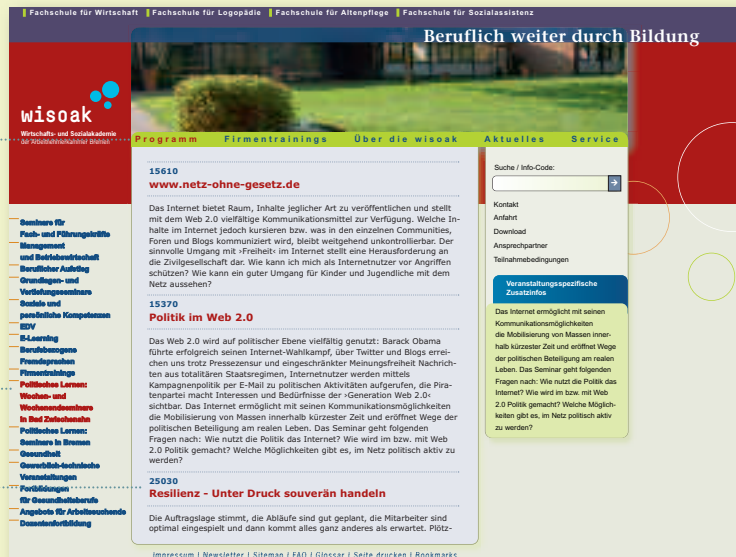 Fachschule für Wirtschaft Fachschule für Logopädie Fachschule für Altenpflege Fachschule für Sozialassistenz
Beruflich weiter durch Bildung
wisoak
Wirtschafts- und Sozialakademie
der Arbeitnehmerkammer Bremen
Programm Firmentrainings Über die wisoak Aktuelles Service
Seminare für
Fach- und Führungskräfte
Management
und Betriebswirtschaft
Beruflicher Aufstieg
Grundlagen- und
Vertiefungsseminare
Soziale und
persönliche Kompetenzen
EDV
E-Learning
Berufsbezogene
Fremdsprachen
Firmentrainings
Politisches Lernen:
Wochen- und
Wochenendseminare
in Bad Zwischenahn
Politisches Lernen:
Seminare in Bremen
Gesundheit
Gewerblich-technische
Veranstaltungen
Fortbildungen
für Gesundheitsberufe
Angebote für Arbeitsuchende
Dozentenfortbildung
15610
www.netz-ohne-gesetz.de
Das Internet bietet Raum, Inhalte jeglicher Art zu veröffentlichen und stellt
mit dem Web 2.0 vielfältige Kommunikationsmittel zur Verfügung. Welche In-
halte im Internet jedoch kursieren bzw. was in den einzelnen Communities,
Foren und Blogs kommuniziert wird, bleibt weitgehend unkontrollierbar. Der
sinnvolle Umgang mit ›Freiheit‹ im Internet stellt eine Herausforderung an
die Zivilgesellschaft dar. Wie kann ich mich als Internetnutzer vor Angriffen
schützen? Wie kann ein guter Umgang für Kinder und Jugendliche mit dem
Netz aussehen?
15370
Politik im Web 2.0
Das Web 2.0 wird auf politischer Ebene vielfältig genutzt: Barack Obama
führte erfolgreich seinen Internet-Wahlkampf, über Twitter und Blogs errei-
chen uns trotz Pressezensur und eingeschränkter Meinungsfreiheit Nachrich-
ten aus totalitären Staatsregimen, Internetnutzer werden mittels
Kampagnenpolitik per E-Mail zu politischen Aktivitäten aufgerufen, die Pira-
tenpartei macht Interessen und Bedürfnisse der ›Generation Web 2.0‹
sichtbar. Das Internet ermöglicht mit seinen Kommunikationsmöglichkeiten
die Mobilisierung von Massen innerhalb kürzester Zeit und eröffnet Wege der
politischen Beteiligung am realen Leben. Das Seminar geht folgenden
Fragen nach: Wie nutzt die Politik das Internet? Wie wird im bzw. mit Web
2.0 Politik gemacht? Welche Möglichkeiten gibt es, im Netz politisch aktiv zu
werden?
25030
Resilienz - Unter Druck souverän handeln
Die Auftragslage stimmt, die Abläufe sind gut geplant, die Mitarbeiter sind
optimal eingespielt und dann kommt alles ganz anderes als erwartet. Plötz-
Suche / Info-Code:
Kontakt
Anfahrt
Download
Ansprechpartner
Teilnahmebedingungen
Veranstaltungsspezifische
Zusatzinfos
Das Internet ermöglicht mit seinen
Kommunikationsmöglichkeiten
die Mobilisierung von Massen inner-
halb kürzester Zeit und eröffnet Wege
der politischen Beteiligung am realen
Leben. Das Seminar geht folgenden
Fragen nach: Wie nutzt die Politik das
Internet? Wie wird im bzw. mit Web
2.0 Politik gemacht? Welche Möglich-
keiten gibt es, im Netz politisch aktiv
zu werden?
Impressum | Newsletter | Sitemap | FAQ | Glossar | Seite drucken | Bookmarks